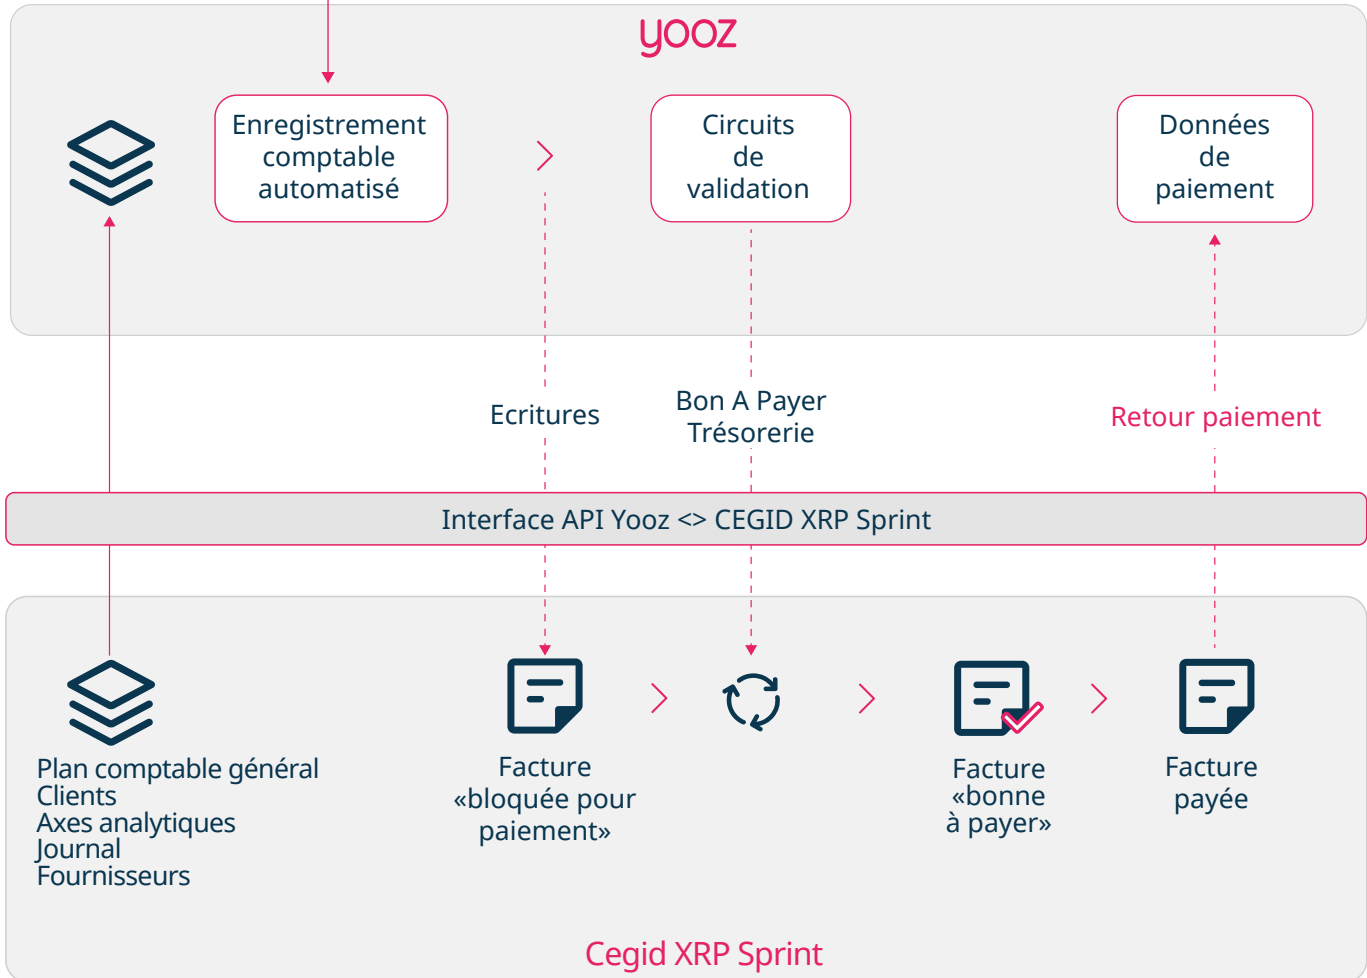 yooz
Enregistrement
comptable
automatisé
Circuits
de
validation
Données
de
paiement
Ecritures
Bon A Payer
Trésorerie
Retour paiement
Interface API Yooz <> CEGID XRP Sprint
Plan comptable général
Clients
Axes analytiques
Journal
Fournisseurs
Facture
«bloquée pour
paiement»
Facture
«bonne
à payer»
Facture
payée
Cegid XRP Sprint